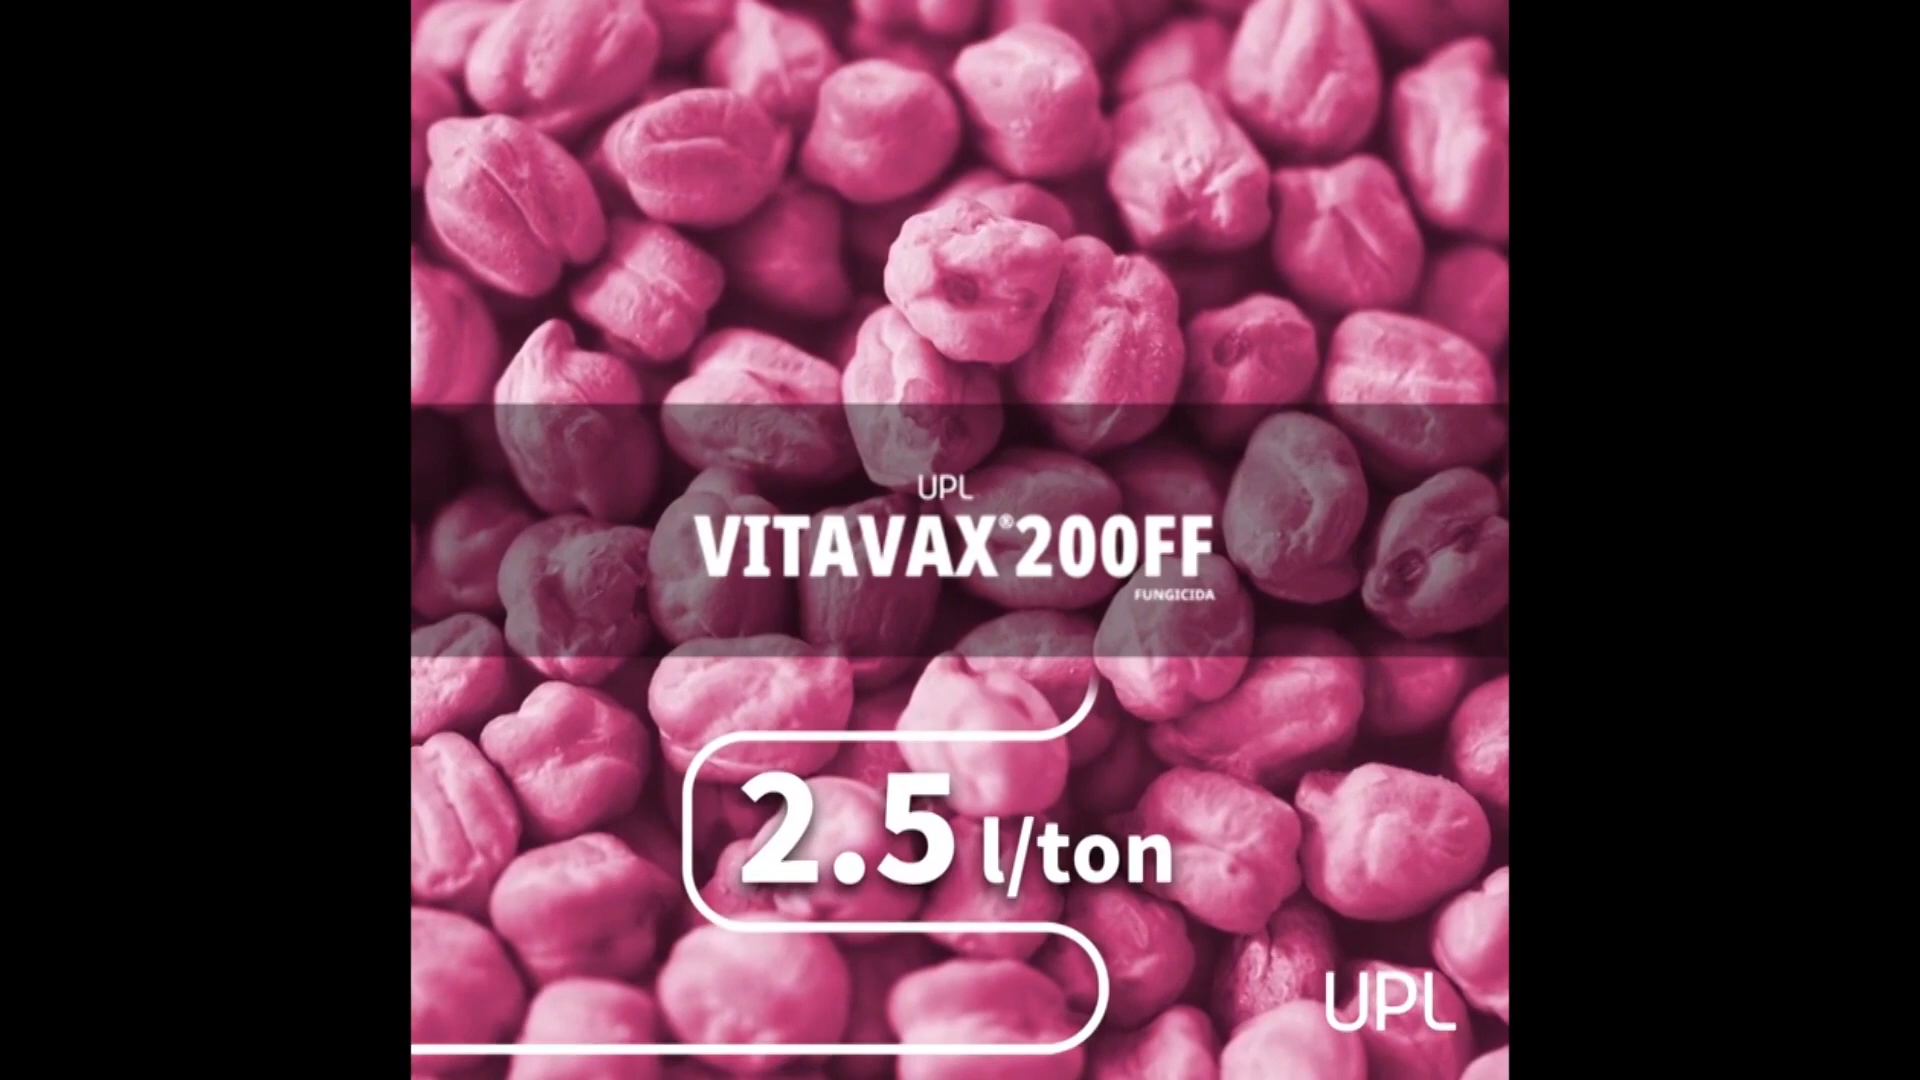 UPL
VITAVAX®200FF
FUNGICIDA
2.5 l/ton
UPL